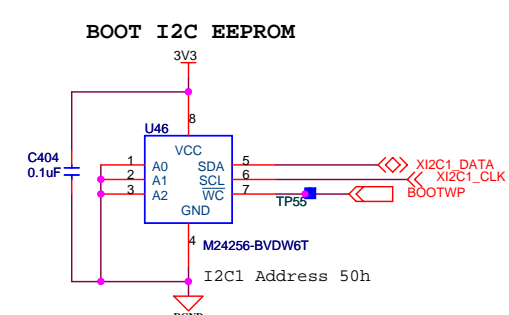 BOOT I2C EEPROM
3V3
8
U46
VCC
C404
0.1uF
1 A0 SDA 5 XI2C1_DATA
2 A1 SCL 6 XI2C1_CLK
3 A2 WC 7 BOOTWP
TP55
GND
4 M24256-BVDW6T
I2C1 Address 50h